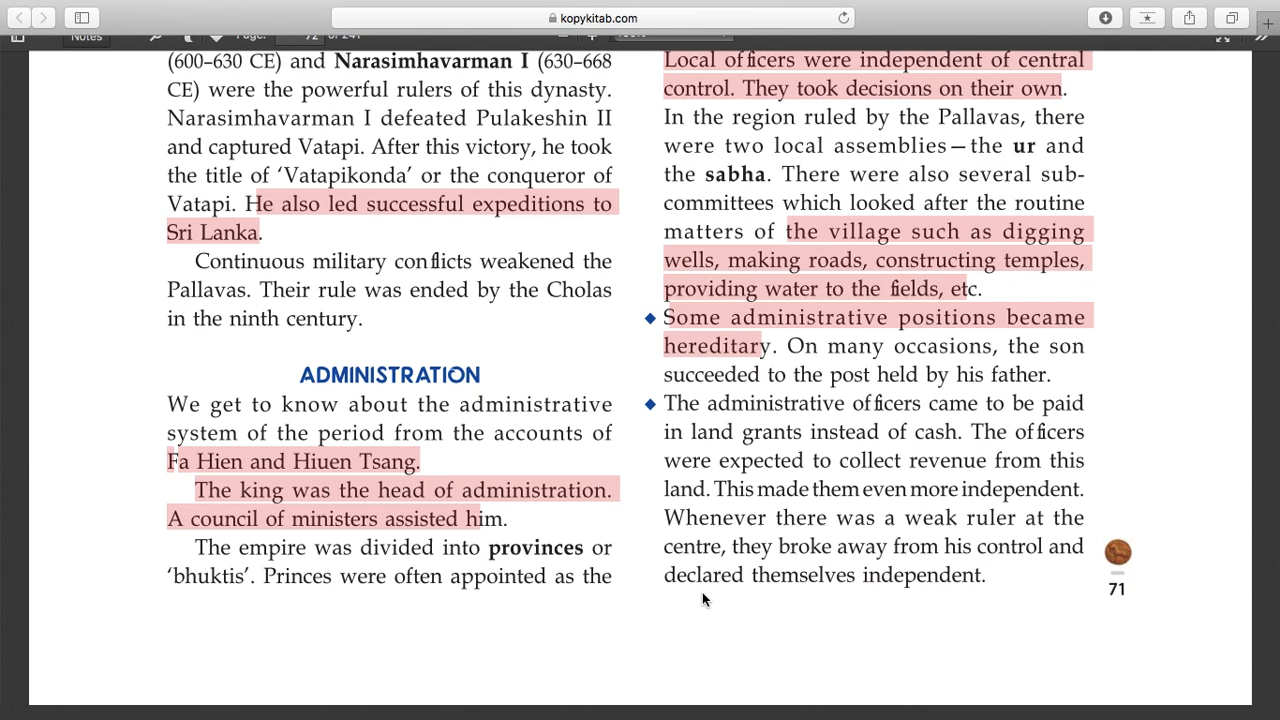 kopykitab.com
Notes
(600–630 CE) and Narasimhavarman I (630–668
CE) were the powerful rulers of this dynasty.
Narasimhavarman I defeated Pulakeshin II
and captured Vatapi. After this victory, he took
the title of ‘Vatapikonda’ or the conqueror of
Vatapi. He also led successful expeditions to
Sri Lanka.
Continuous military conflicts weakened the
Pallavas. Their rule was ended by the Cholas
in the ninth century.
ADMINISTRATION
We get to know about the administrative
system of the period from the accounts of
Fa Hien and Hiuen Tsang.
The king was the head of administration.
A council of ministers assisted him.
The empire was divided into provinces or
‘bhuktis’. Princes were often appointed as the
Local officers were independent of central
control. They took decisions on their own.
In the region ruled by the Pallavas, there
were two local assemblies—the ur and
the sabha. There were also several sub-
committees which looked after the routine
matters of the village such as digging
wells, making roads, constructing temples,
providing water to the fields, etc.
Some administrative positions became
hereditary. On many occasions, the son
succeeded to the post held by his father.
The administrative officers came to be paid
in land grants instead of cash. The officers
were expected to collect revenue from this
land. This made them even more independent.
Whenever there was a weak ruler at the
centre, they broke away from his control and
declared themselves independent.
71